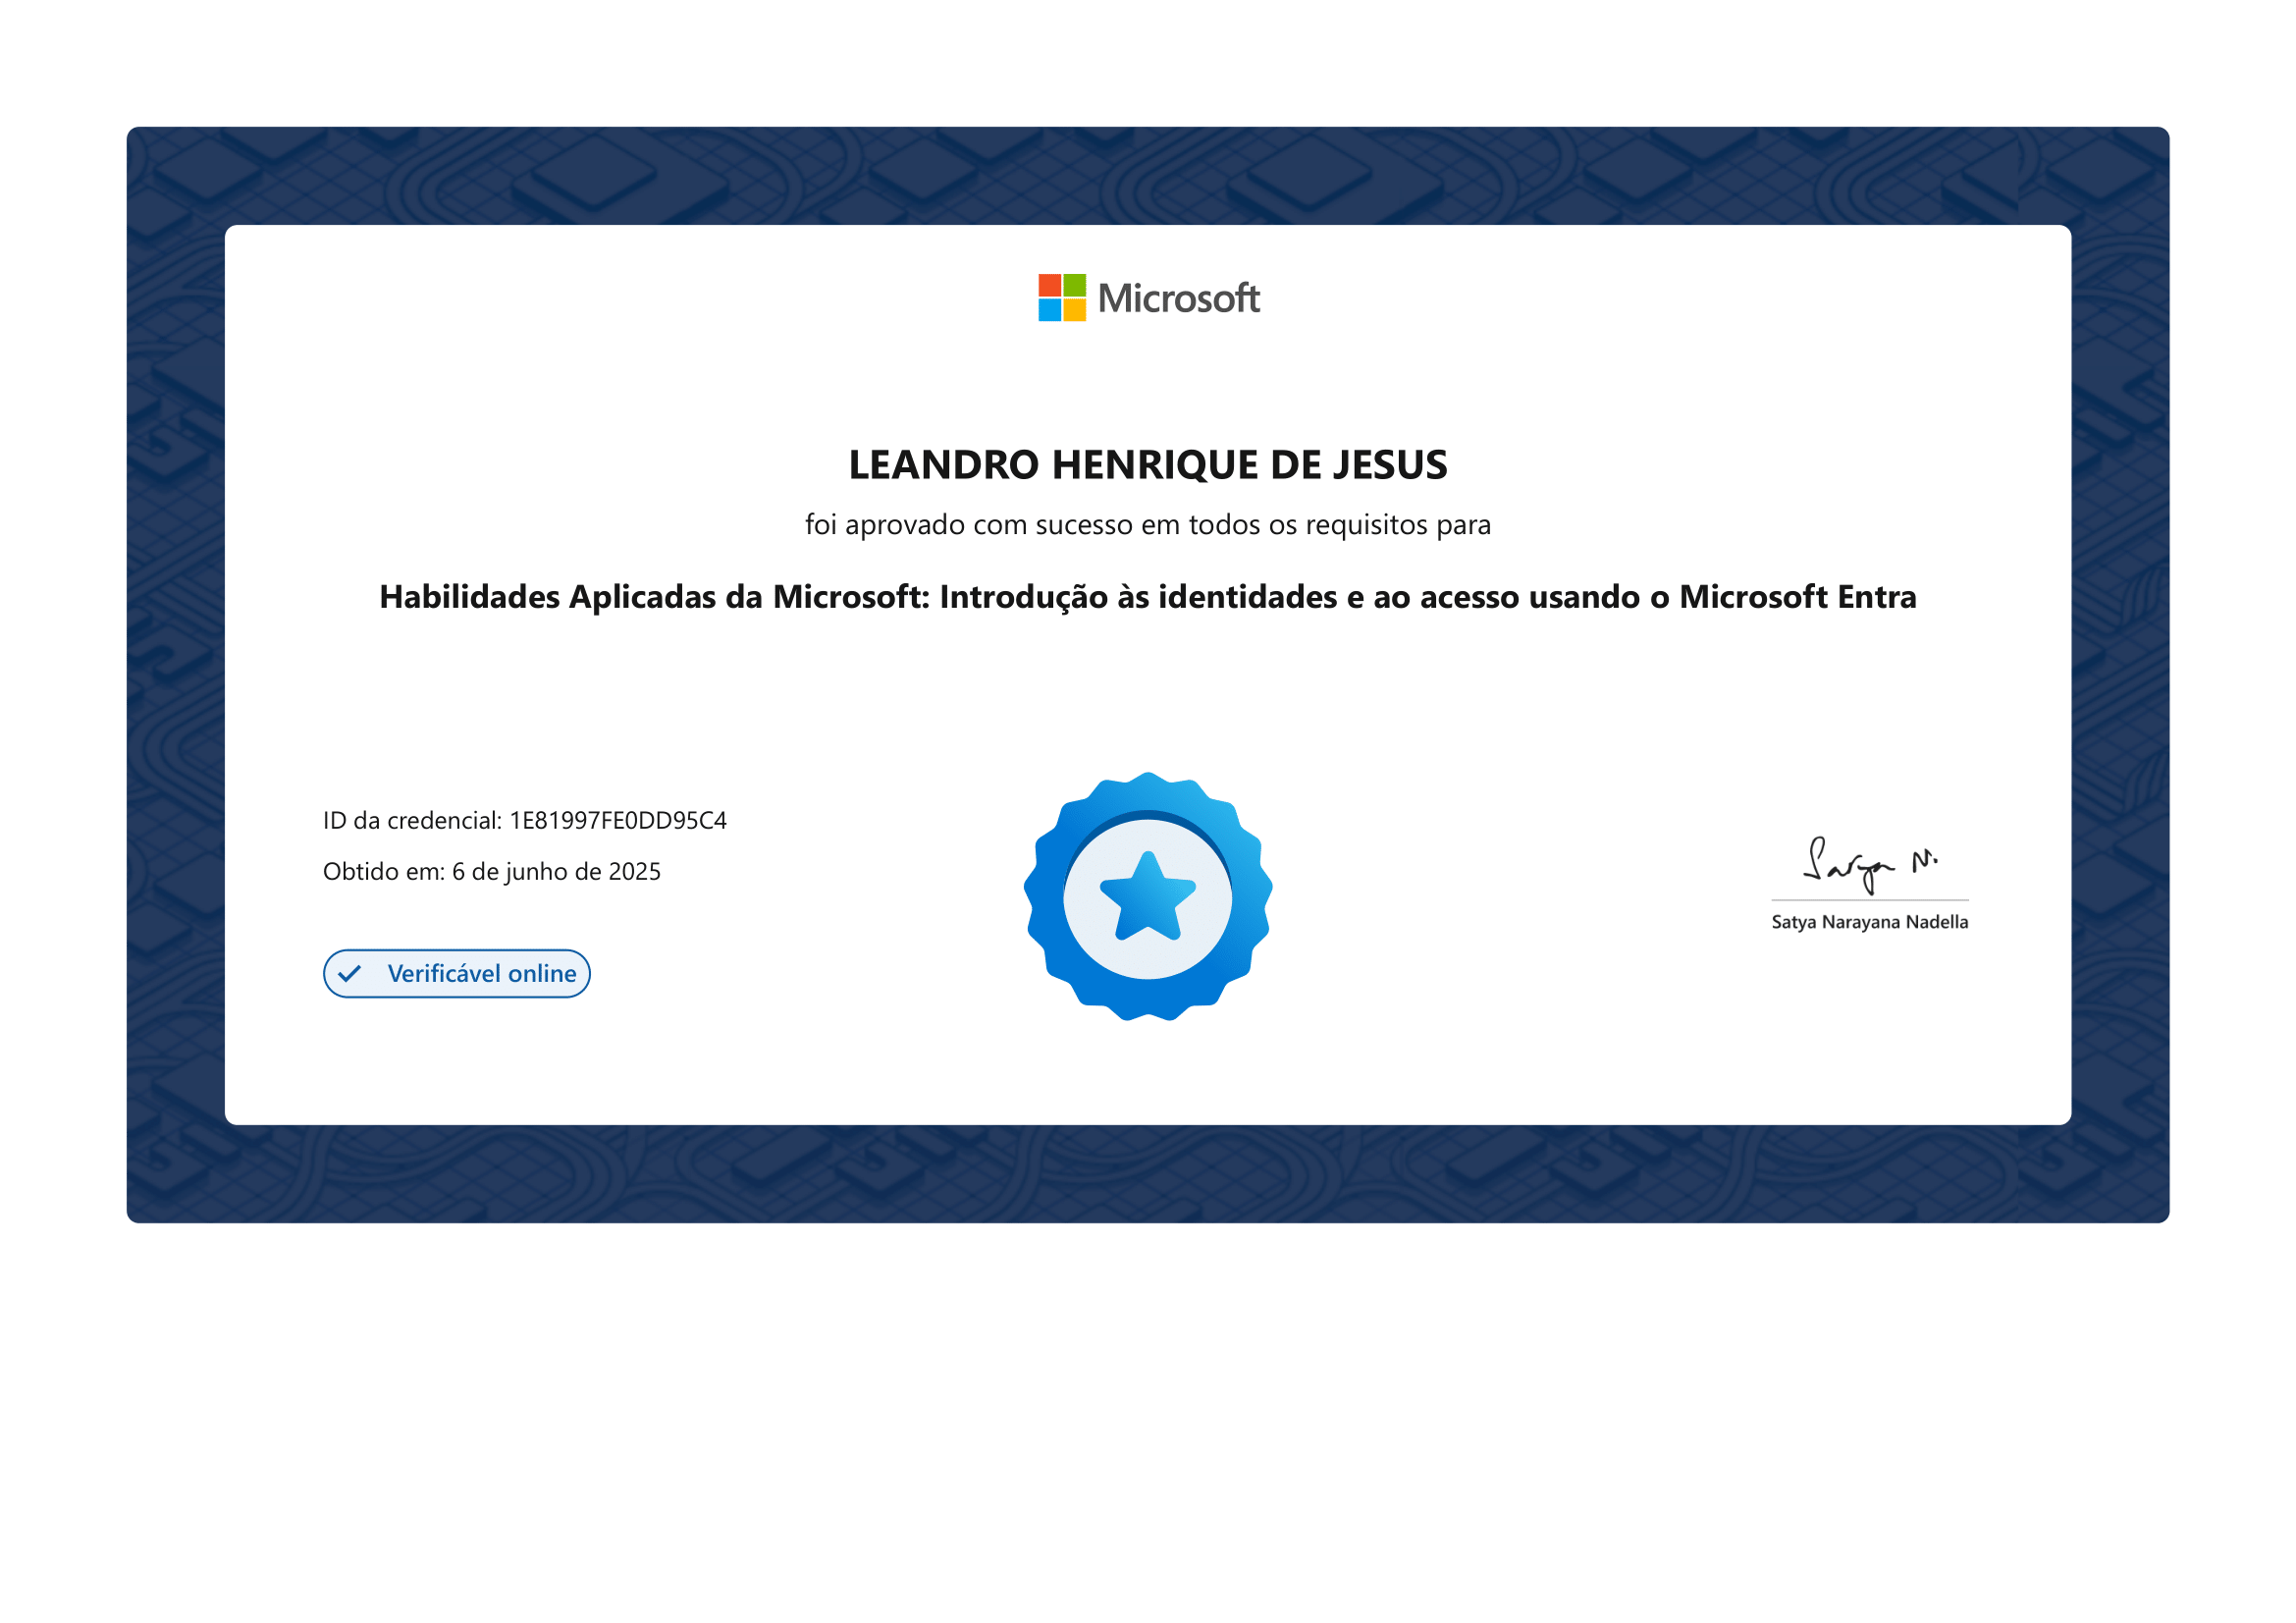 Microsoft
LEANDRO HENRIQUE DE JESUS
foi aprovado com sucesso em todos os requisitos para
Habilidades Aplicadas da Microsoft: Introdução às identidades e ao acesso usando o Microsoft Entra
ID da credencial: 1E81997FE0DD95C4
Obtido em: 6 de junho de 2025
Verificável online
Satya N.
Satya Narayana Nadella